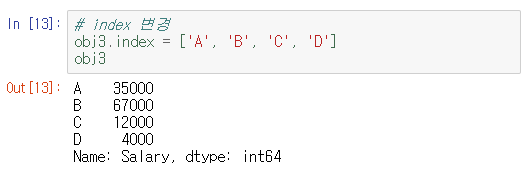 In [13]: # index 변경
obj3.index = ['A', 'B', 'C', 'D']
obj3
Out[13]: A    35000
B    67000
C    12000
D     4000
Name: Salary, dtype: int64